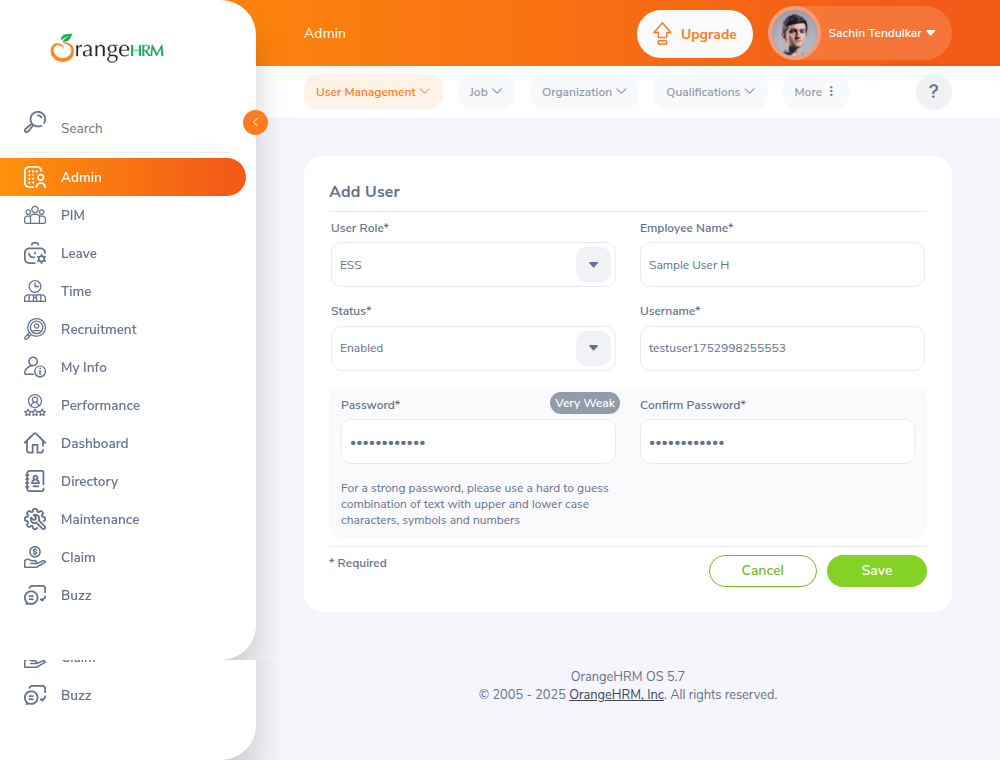 OrangeHRM
Search
Admin
PIM
Leave
Time
Recruitment
My Info
Performance
Dashboard
Directory
Maintenance
Claim
Buzz
Claim
Buzz
Admin
Upgrade
Sachin Tendulkar
User Management
Job
Organization
Qualifications
More
?
Add User
User Role*
Employee Name*
ESS
Sample User H
Status*
Username*
Enabled
testuser1752998255553
Password*
Very Weak
Confirm Password*
••••••••••••
••••••••••••
For a strong password, please use a hard to guess
combination of text with upper and lower case
characters, symbols and numbers
* Required
Cancel
Save
OrangeHRM OS 5.7
© 2005 - 2025 OrangeHRM, Inc. All rights reserved.